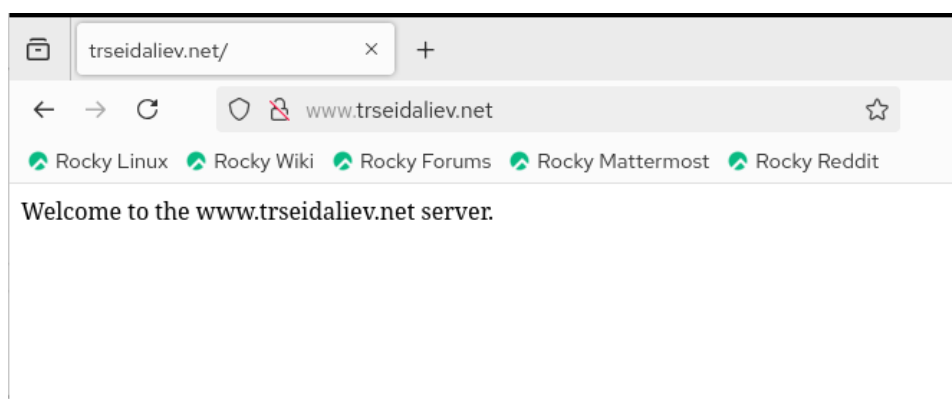 trseidaliev.net/
www.trseidaliev.net
Rocky Linux Rocky Wiki Rocky Forums Rocky Mattermost Rocky Reddit
Welcome to the www.trseidaliev.net server.